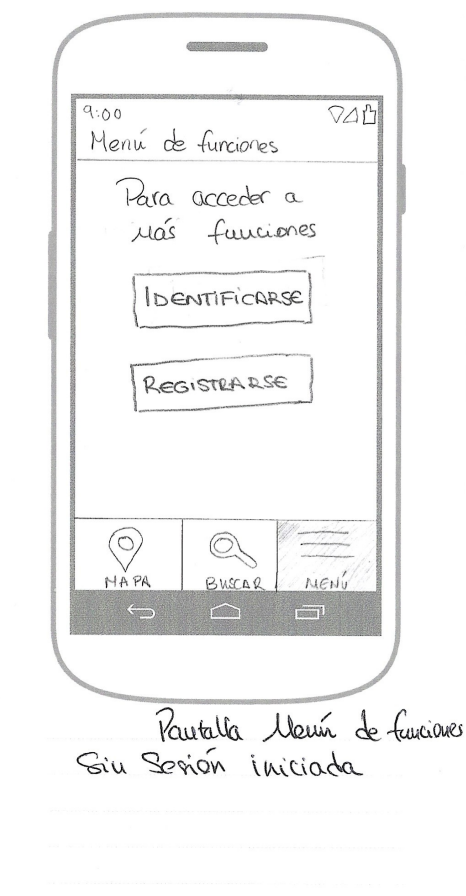 9:00
Menú de funciones
Para acceder a
más funciones
IDENTIFICARSE
REGISTRARSE
MAPA
BUSCAR
MENÚ
Pantalla Menú de funciones
Sin Sesión iniciada